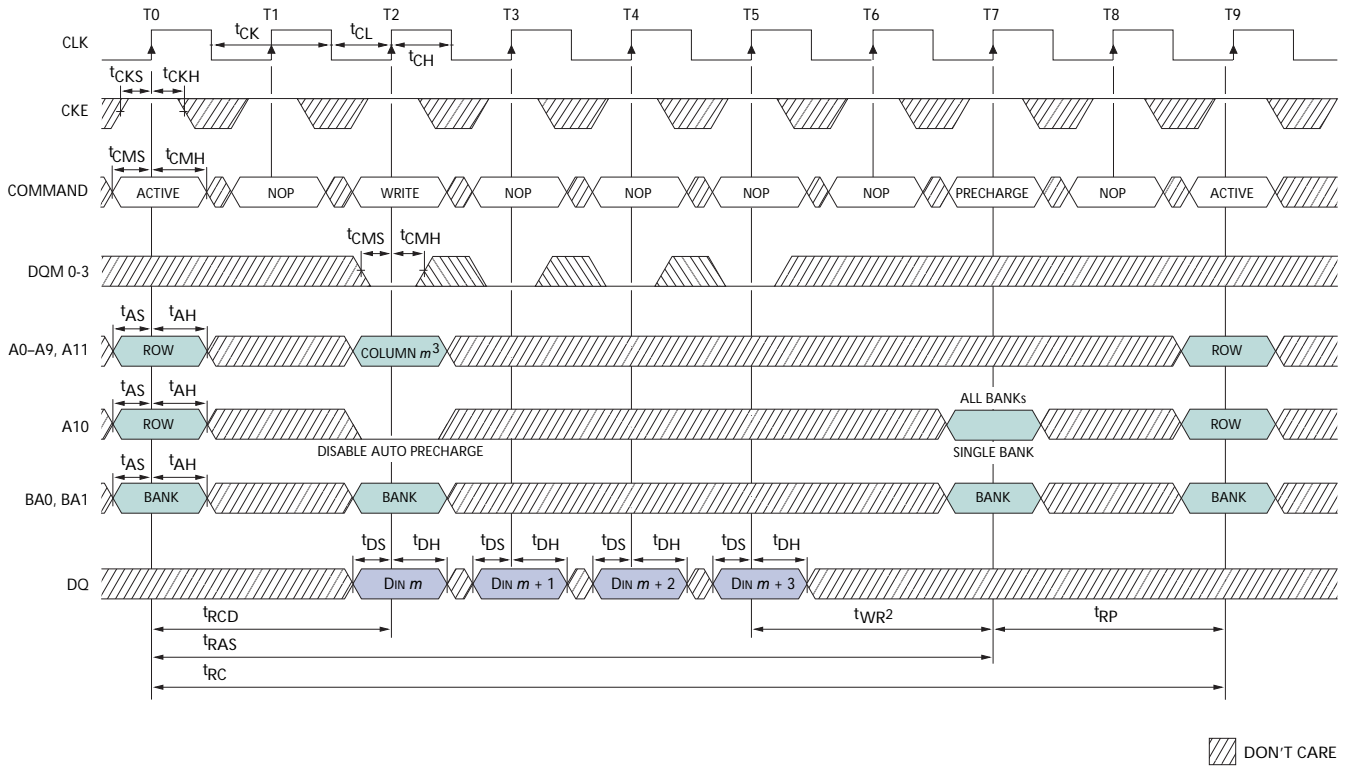 T0 T1 T2 T3 T4 T5 T6 T7 T8 T9
CLK tCK tCL tCH
tCKS tCKH
CKE
tCMS tCMH
COMMAND ACTIVE NOP WRITE NOP NOP NOP NOP PRECHARGE NOP ACTIVE
tCMS tCMH
DQM 0-3
tAS tAH
A0–A9, A11 ROW COLUMN m3 ROW
tAS tAH ALL BANKs
A10 ROW ROW
DISABLE AUTO PRECHARGE SINGLE BANK
tAS tAH
BA0, BA1 BANK BANK BANK BANK
tDS tDH tDS tDH tDS tDH tDS tDH
DQ DIN m DIN m + 1 DIN m + 2 DIN m + 3
tRCD tWR2 tRP
tRAS
tRC
DON'T CARE